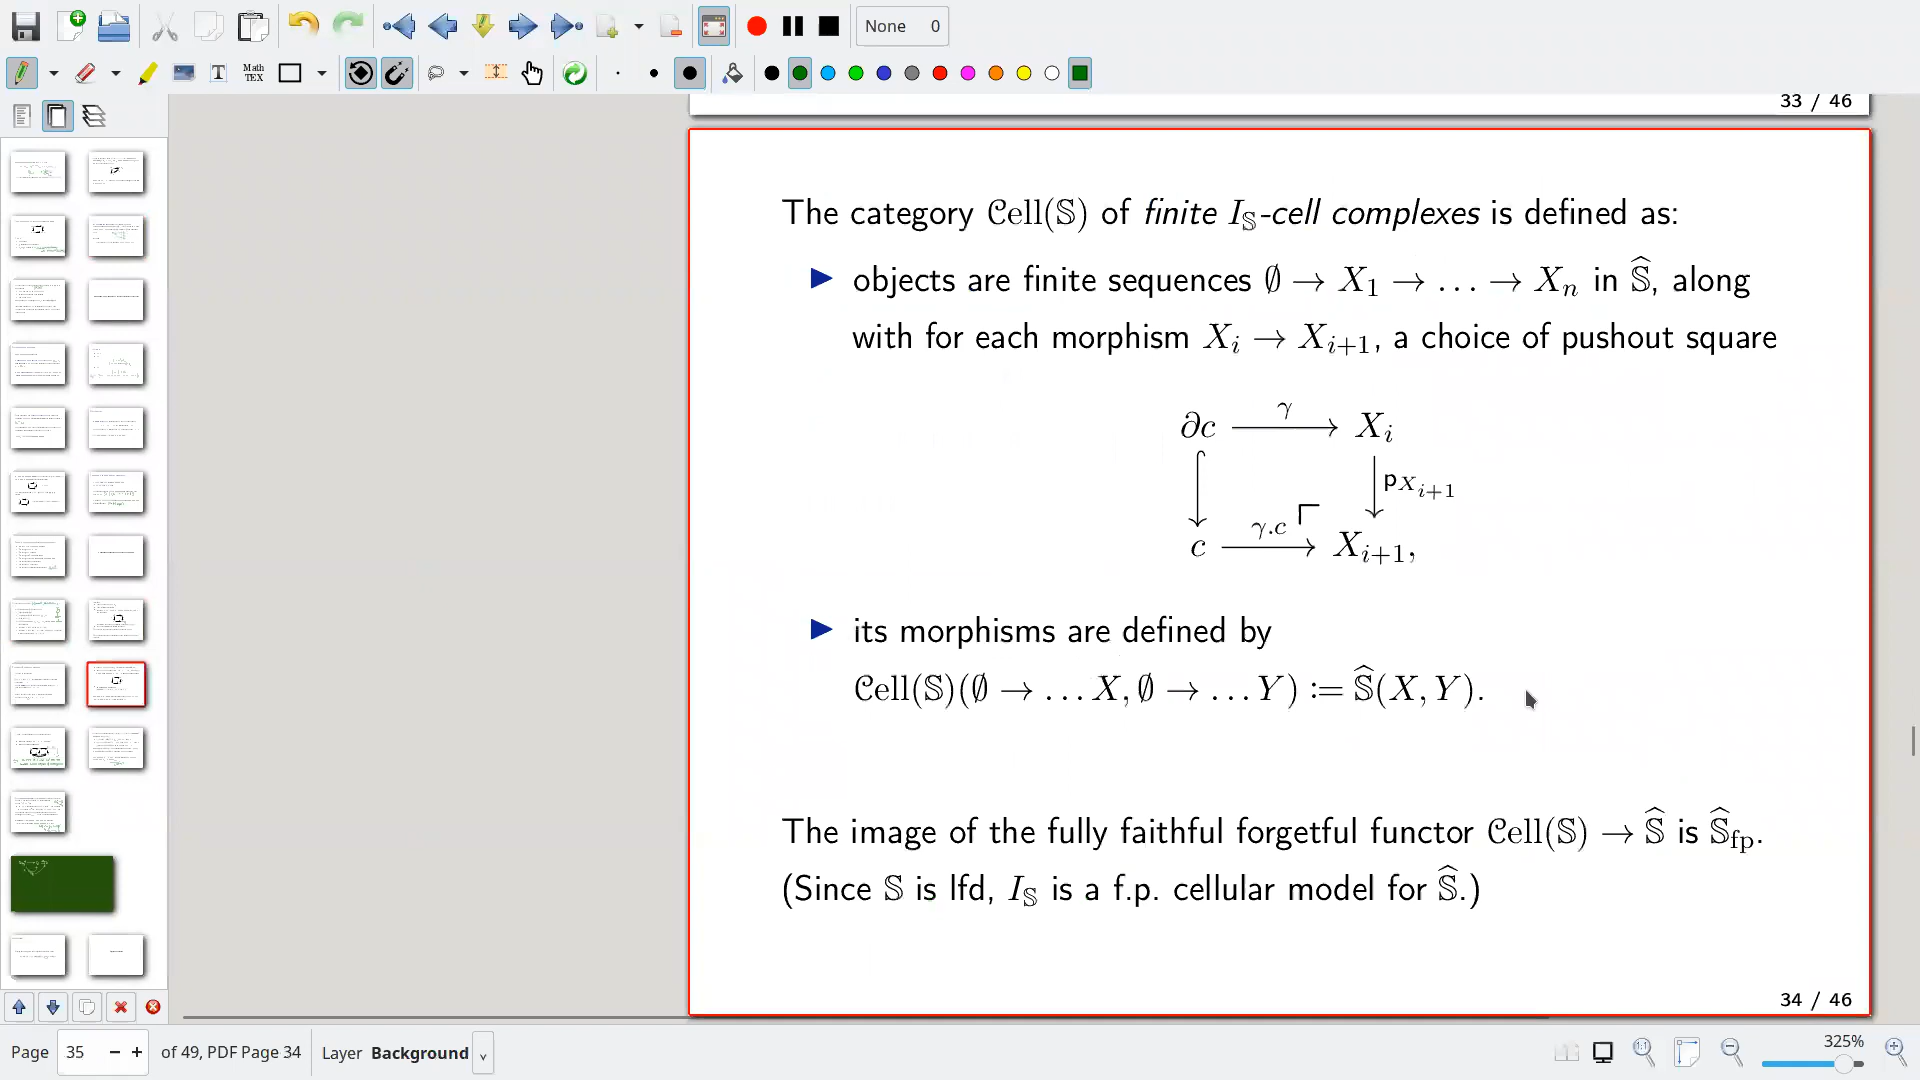 None 0
T Math TEX
33 / 46
The category 𝒞ell(𝕊) of finite I_𝕊-cell complexes is defined as:
▶ objects are finite sequences ∅ → X₁ → … → Xₙ in 𝕊̂, along
with for each morphism Xᵢ → Xᵢ₊₁, a choice of pushout square
∂c γ Xᵢ
p_{Xᵢ₊₁}
γ.c
c Xᵢ₊₁,
▶ its morphisms are defined by
𝒞ell(𝕊)(∅ → … X, ∅ → … Y) := 𝕊̂(X, Y).
The image of the fully faithful forgetful functor 𝒞ell(𝕊) → 𝕊̂ is 𝕊̂_fp.
(Since 𝕊 is lfd, I_𝕊 is a f.p. cellular model for 𝕊̂.)
34 / 46
Page 35 − + of 49, PDF Page 34 Layer Background 1:1 325%